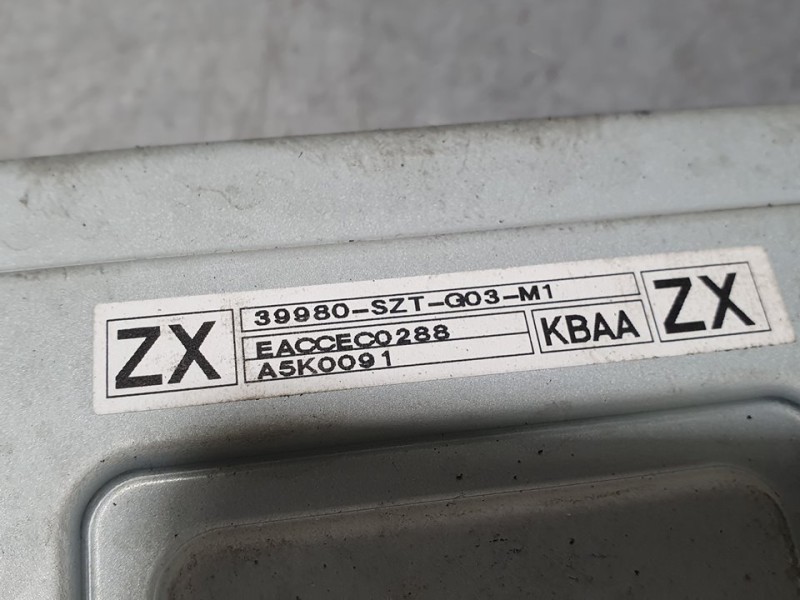 ZX
39980-SZT-G03-M1
EACCEC0288
A5K0091
KBAA
ZX